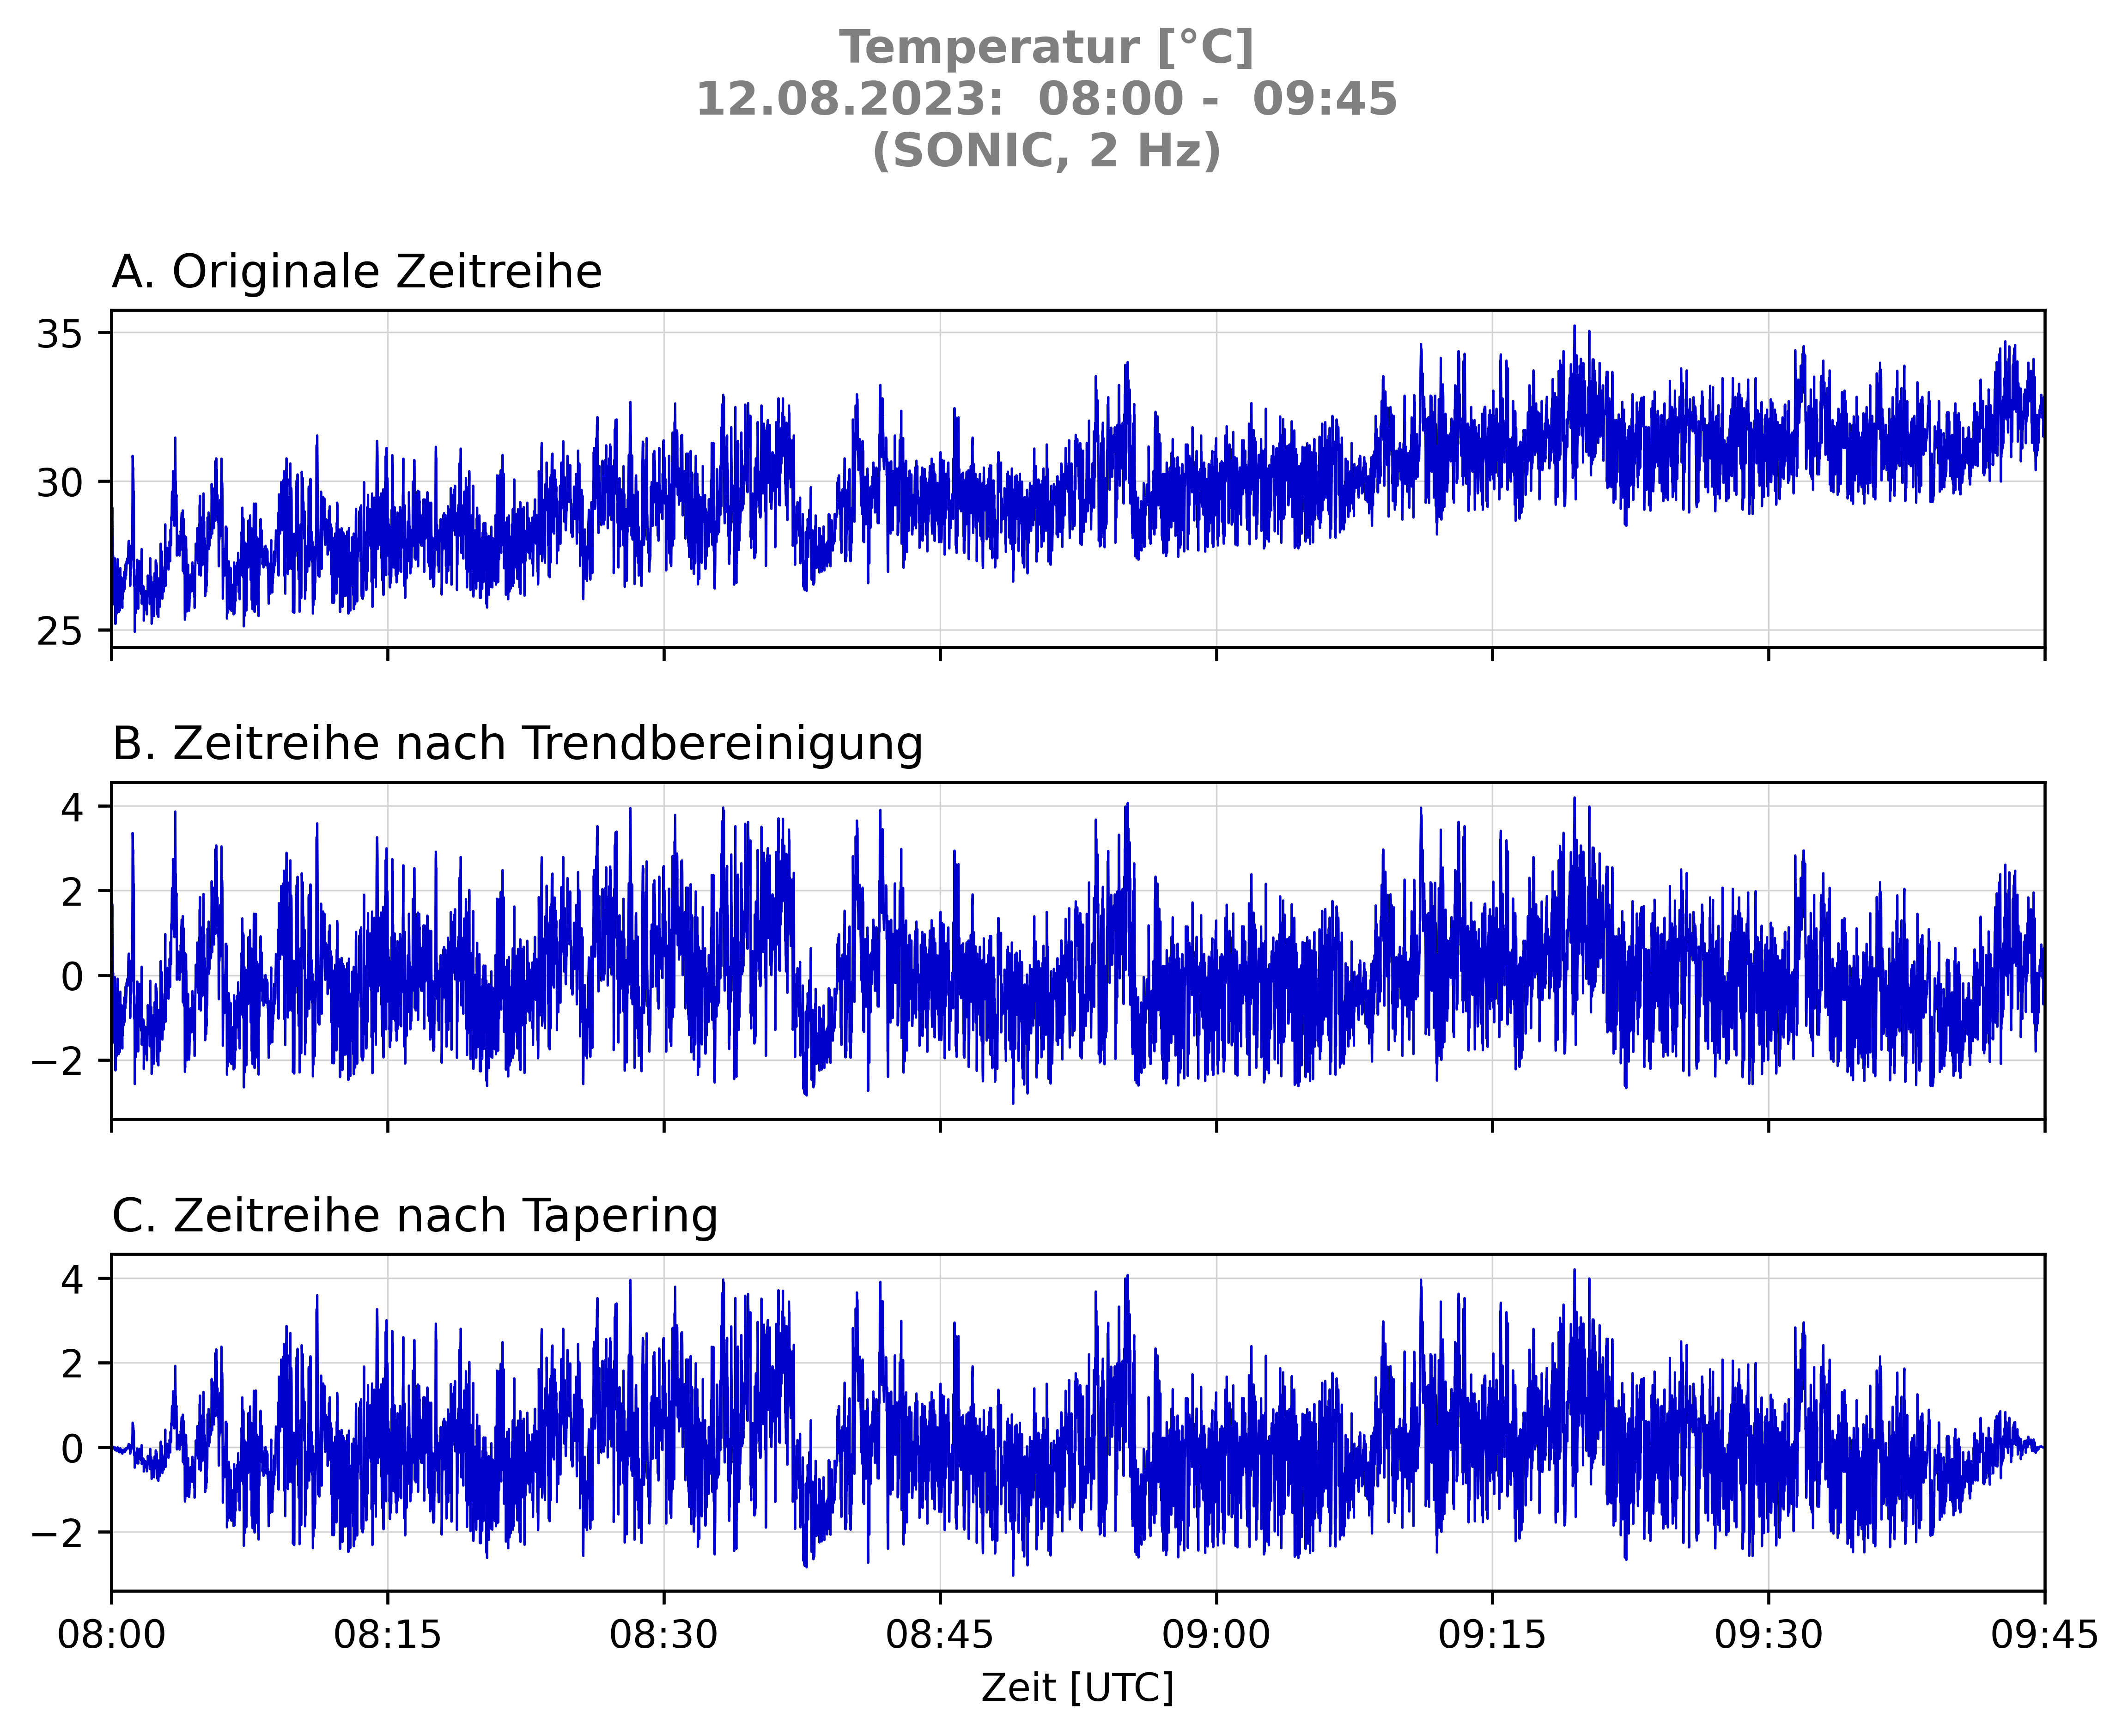 Temperatur [°C]
12.08.2023:  08:00 -  09:45
(SONIC, 2 Hz)
A. Originale Zeitreihe
35
30
25
B. Zeitreihe nach Trendbereinigung
4
2
0
−2
C. Zeitreihe nach Tapering
4
2
0
−2
08:00 08:15 08:30 08:45 09:00 09:15 09:30 09:45
Zeit [UTC]